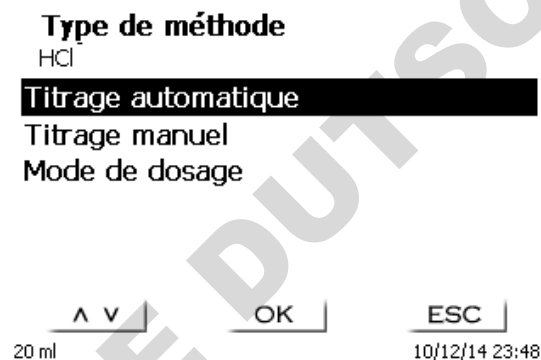 Type de méthode
HCl
Titrage automatique
Titrage manuel
Mode de dosage
∧ ∨ OK ESC
20 ml 10/12/14 23:48